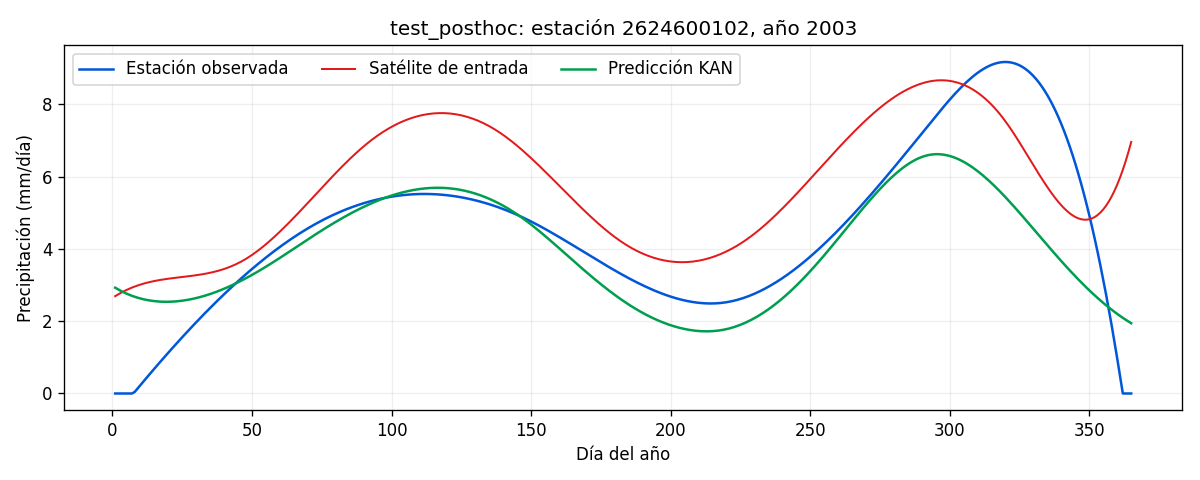 test_posthoc: estación 2624600102, año 2003
Estación observada Satélite de entrada Predicción KAN
Precipitación (mm/día)
8
6
4
2
0
0 50 100 150 200 250 300 350
Día del año